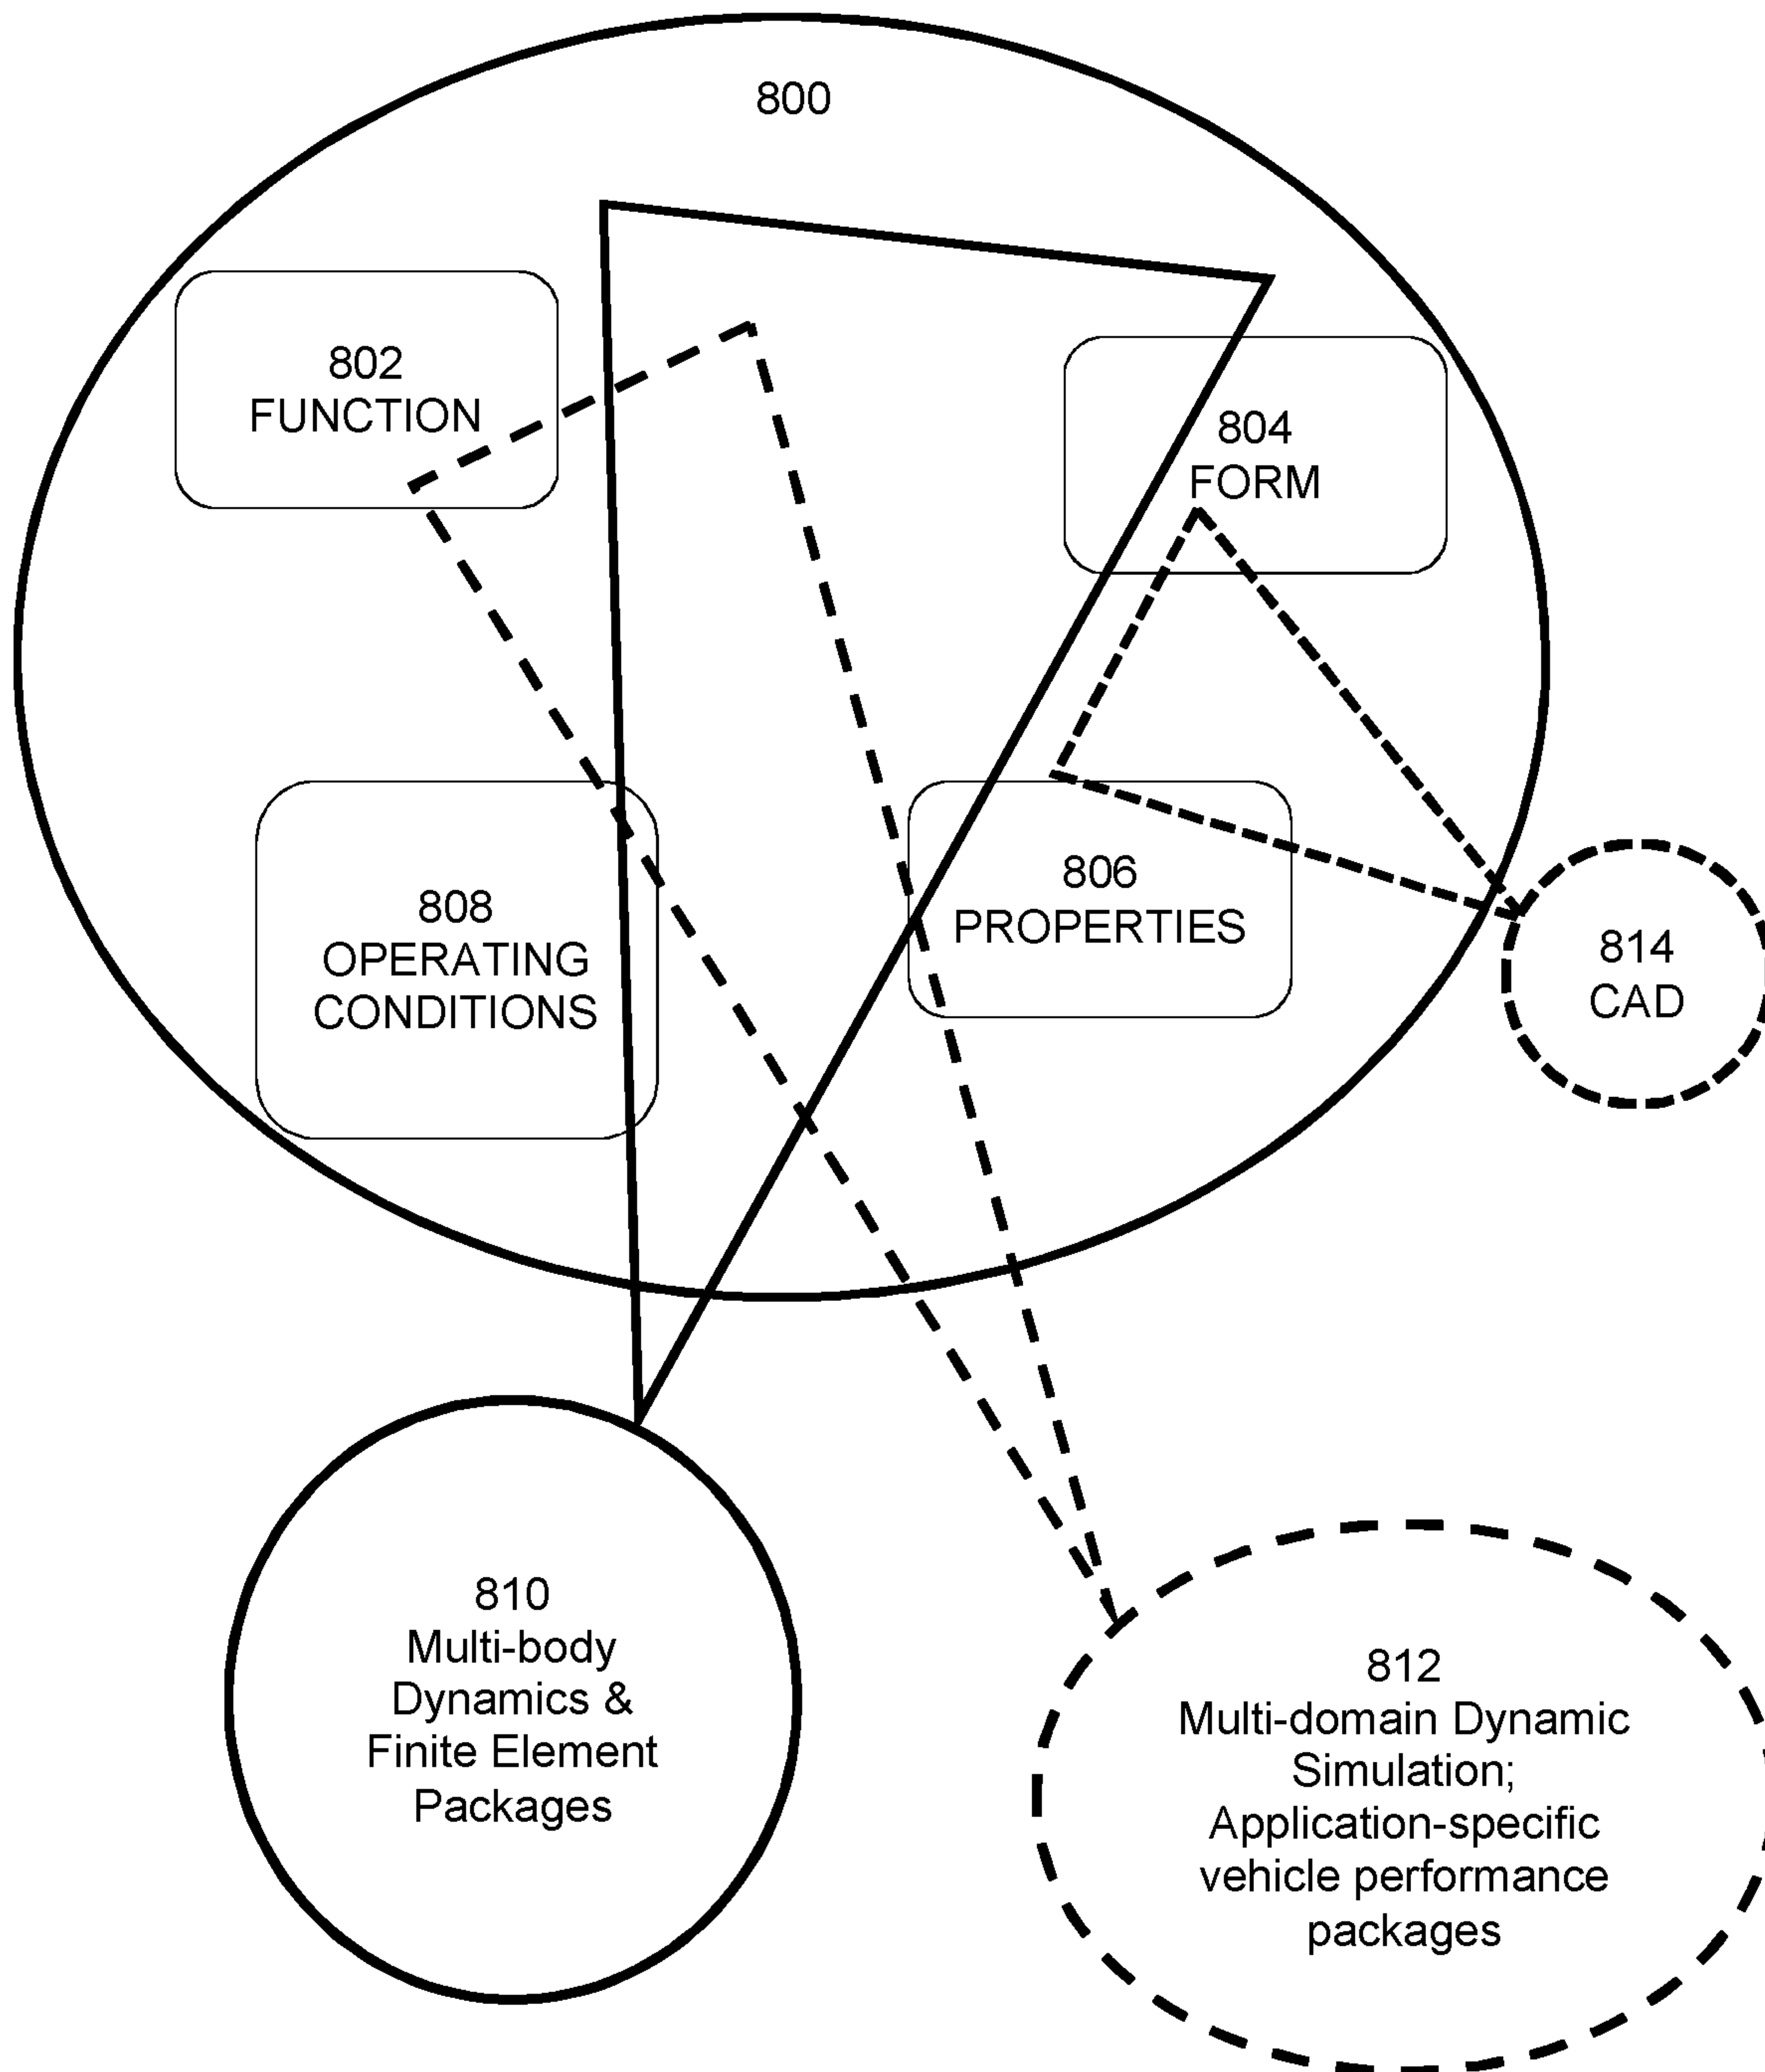 800
802
FUNCTION
804
FORM
808
OPERATING
CONDITIONS
806
PROPERTIES
814
CAD
810
Multi-body
Dynamics &
Finite Element
Packages
812
Multi-domain Dynamic
Simulation;
Application-specific
vehicle performance
packages